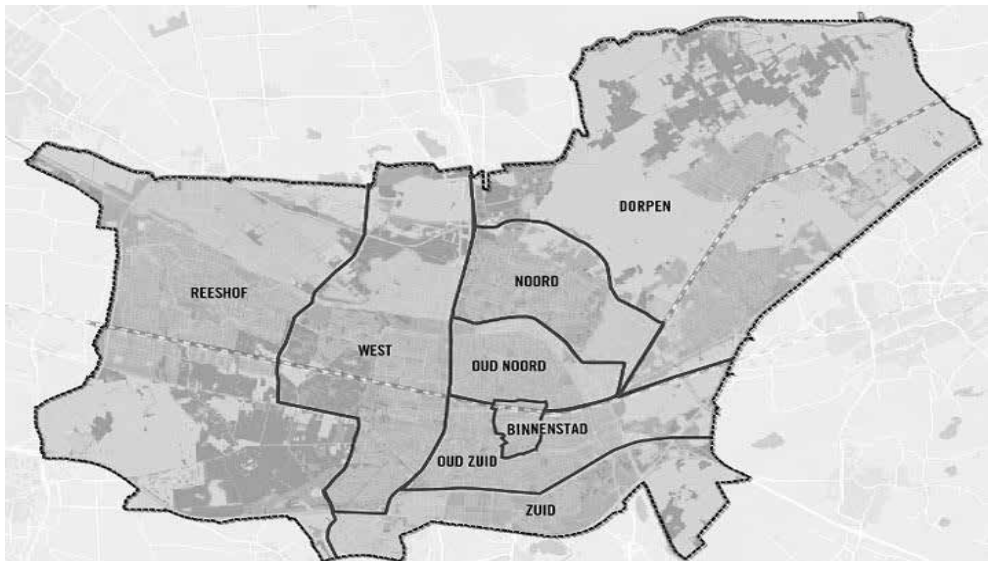 DORPEN
NOORD
REESHOF
WEST
OUD NOORD
BINNENSTAD
OUD ZUID
ZUID